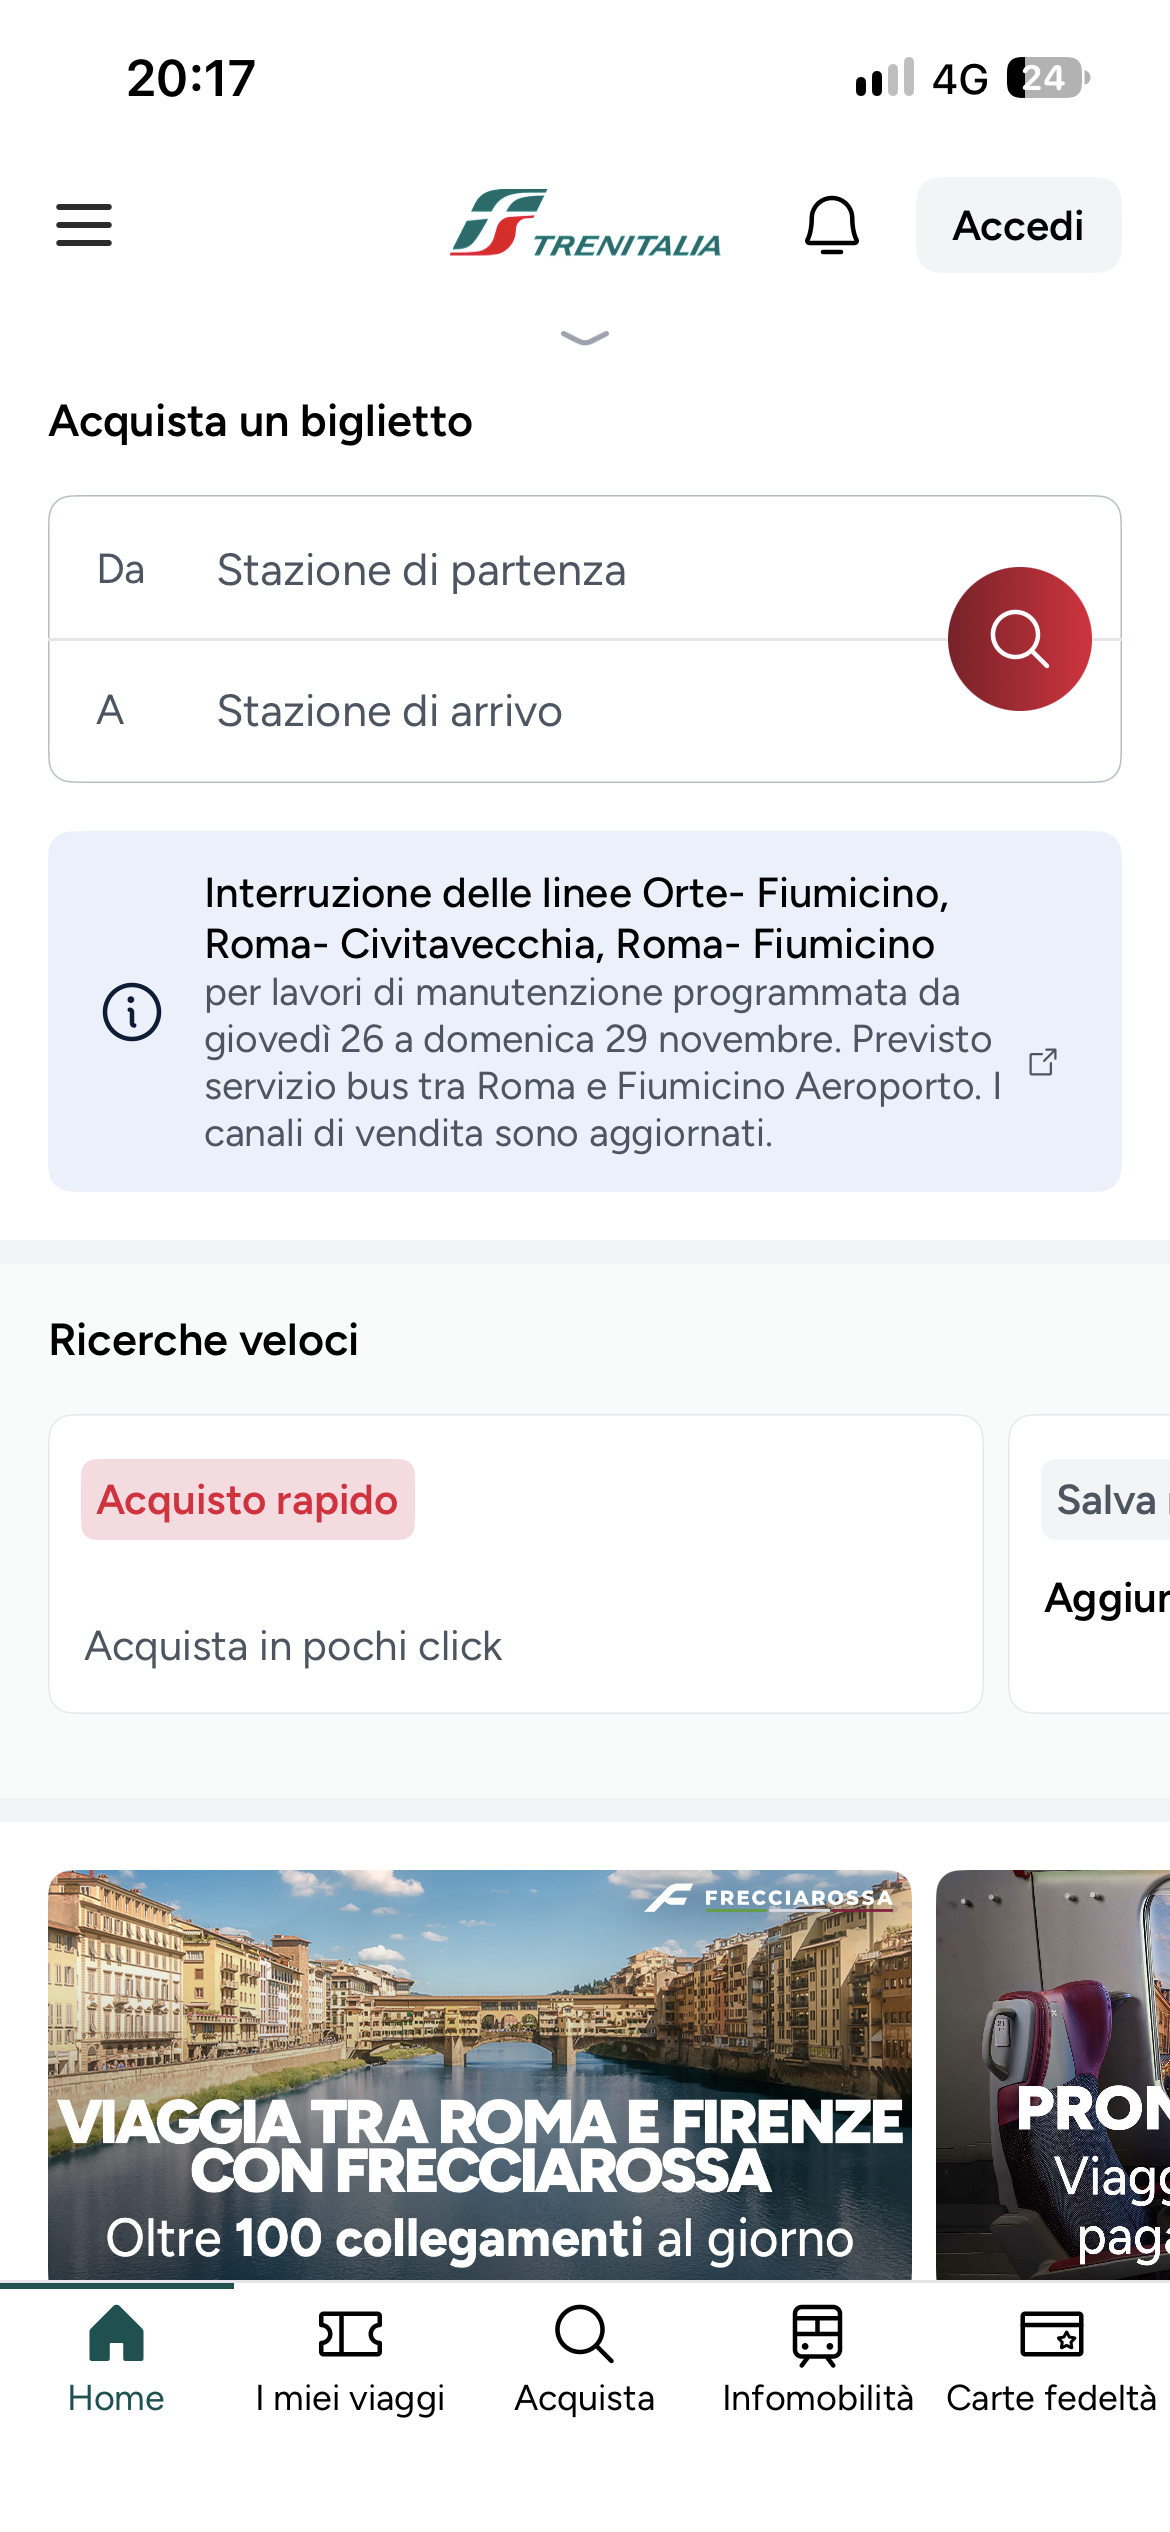 20:17
4G 24
TRENITALIA
Accedi
Acquista un biglietto
Da Stazione di partenza
A Stazione di arrivo
Interruzione delle linee Orte- Fiumicino,
Roma- Civitavecchia, Roma- Fiumicino
per lavori di manutenzione programmata da
giovedì 26 a domenica 29 novembre. Previsto
servizio bus tra Roma e Fiumicino Aeroporto. I
canali di vendita sono aggiornati.
Ricerche veloci
Acquisto rapido
Acquista in pochi click
Salva
Aggiun
FRECCIAROSSA
VIAGGIA TRA ROMA E FIRENZE
CON FRECCIAROSSA
Oltre 100 collegamenti al giorno
PRON
Viagg
paga
Home
I miei viaggi
Acquista
Infomobilità
Carte fedeltà